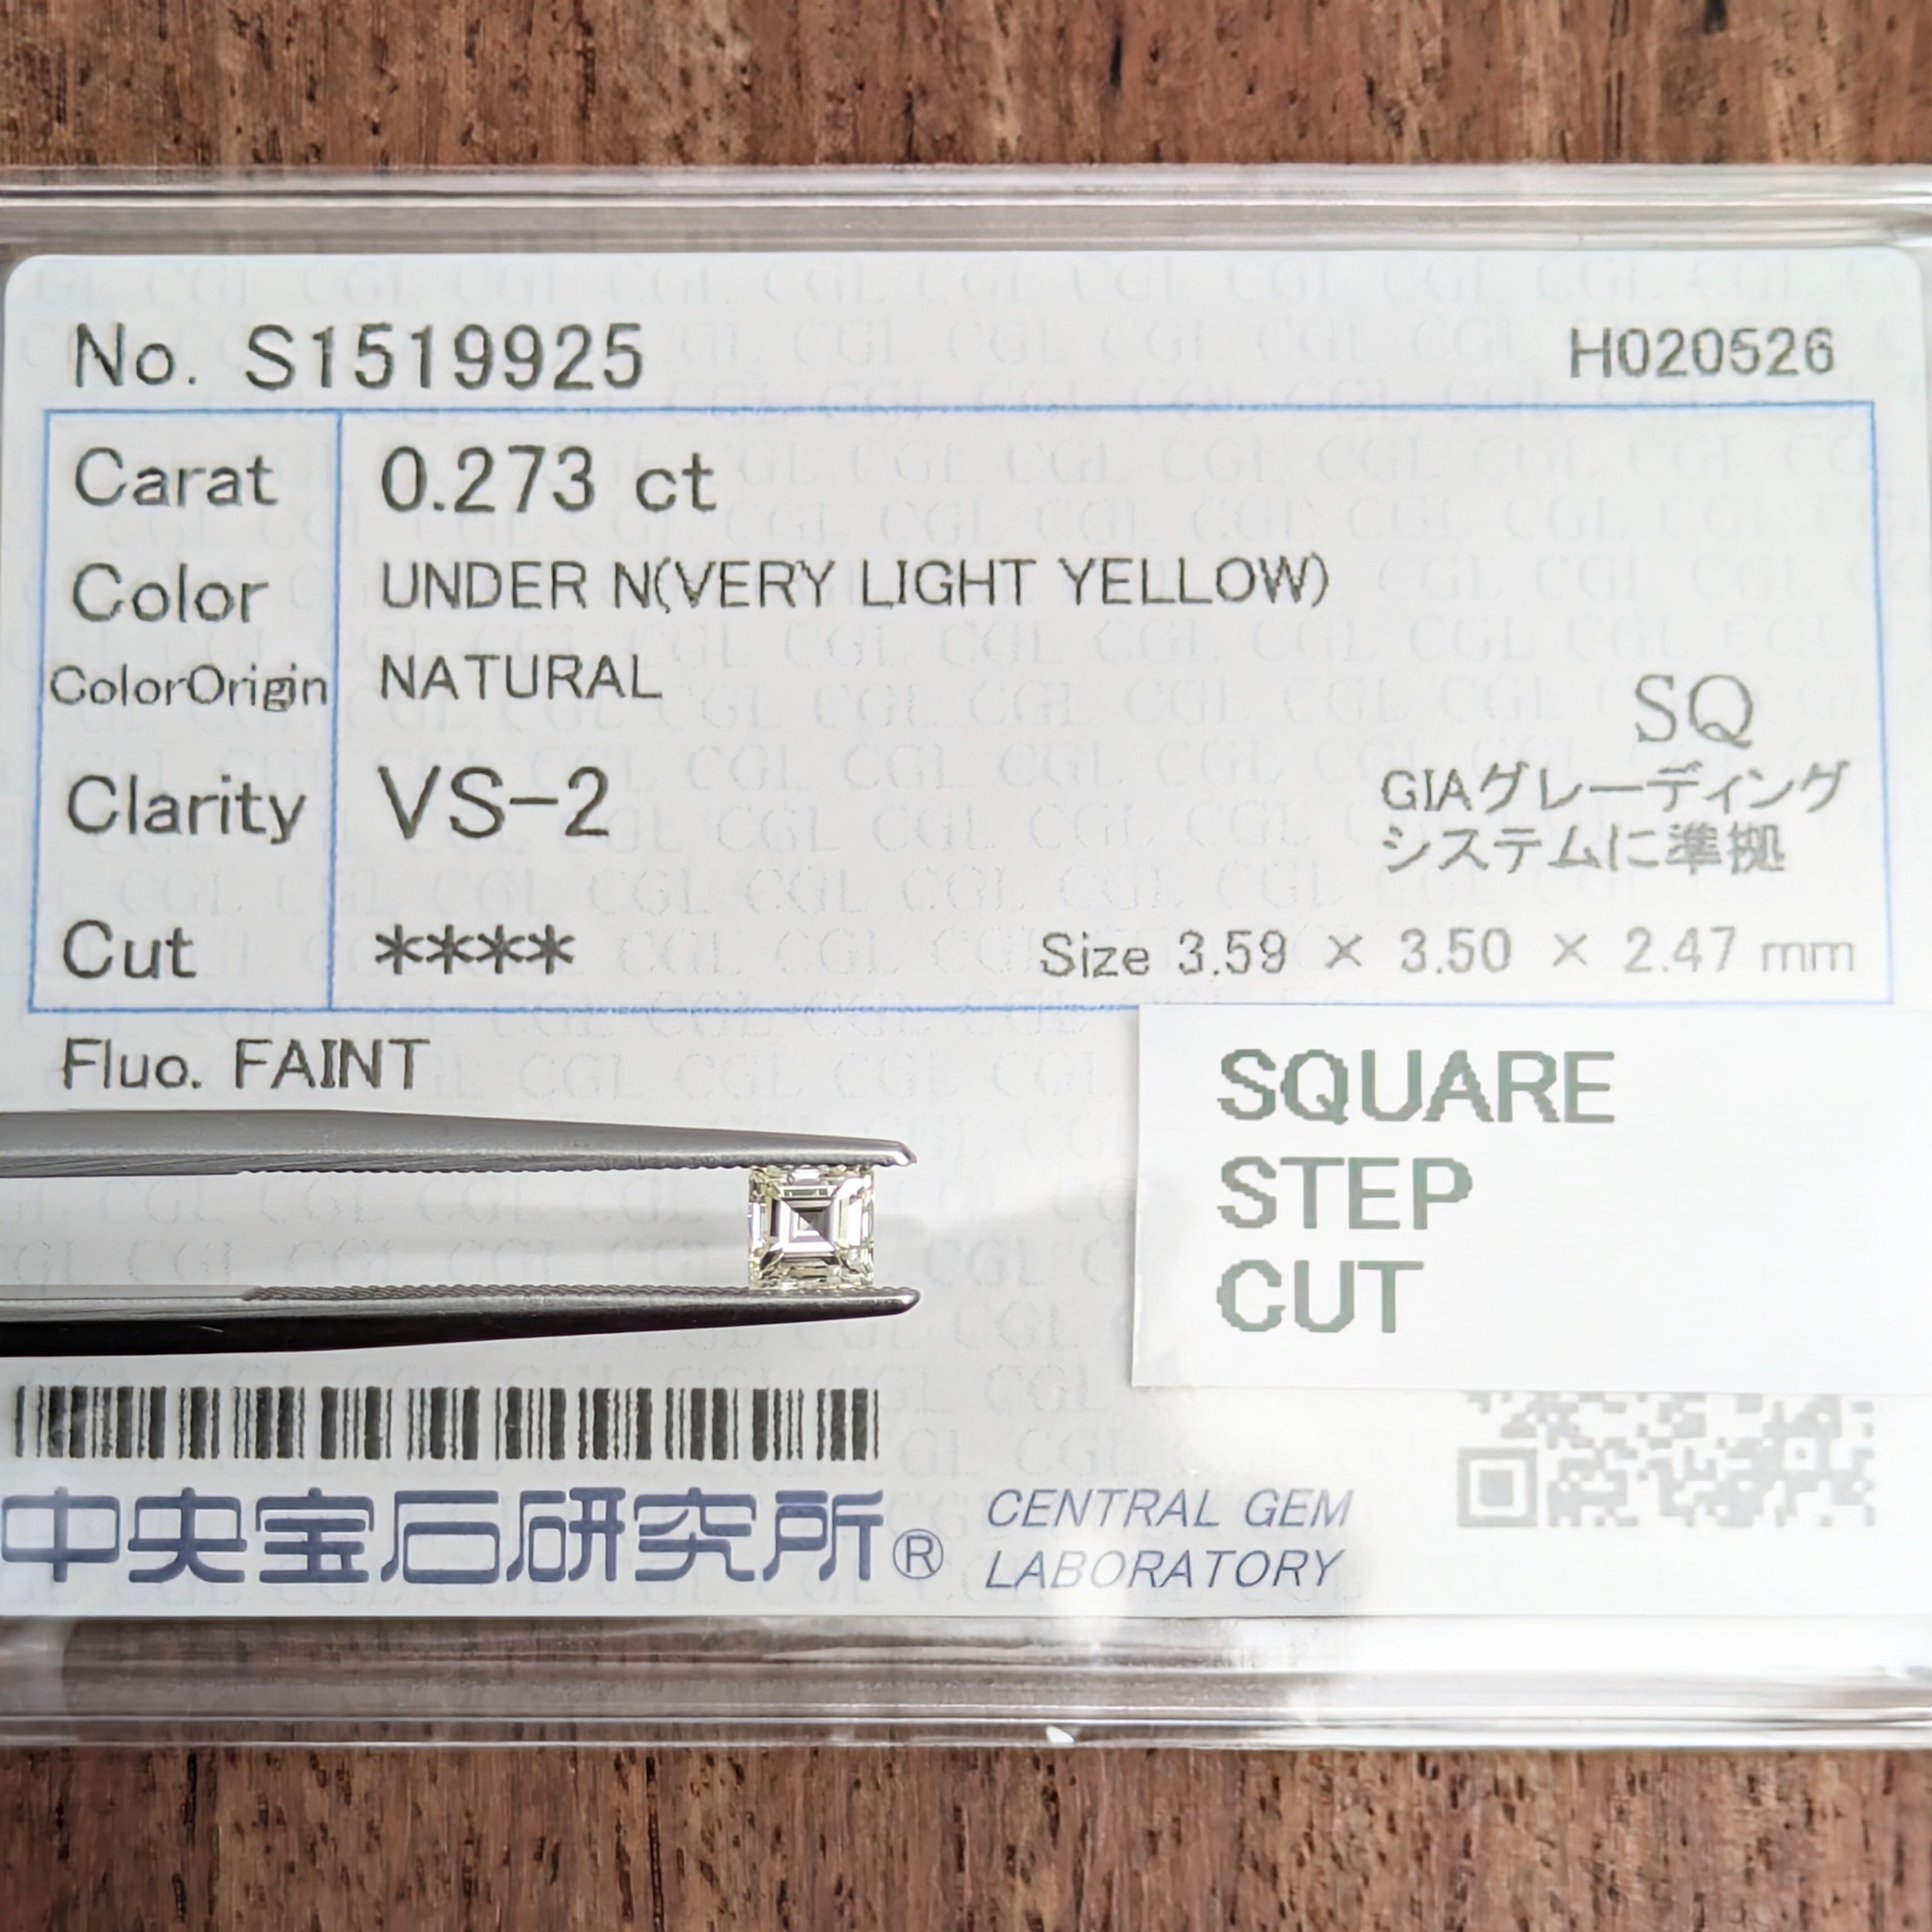 No. S1519925
H020526
Carat 0.273 ct
Color UNDER N(VERY LIGHT YELLOW)
ColorOrigin NATURAL
SQ
Clarity VS-2
GIAグレーディング
システムに準拠
Cut ****
Size 3.59 × 3.50 × 2.47 mm
Fluo. FAINT
SQUARE
STEP
CUT
中央宝石研究所®
CENTRAL GEM
LABORATORY